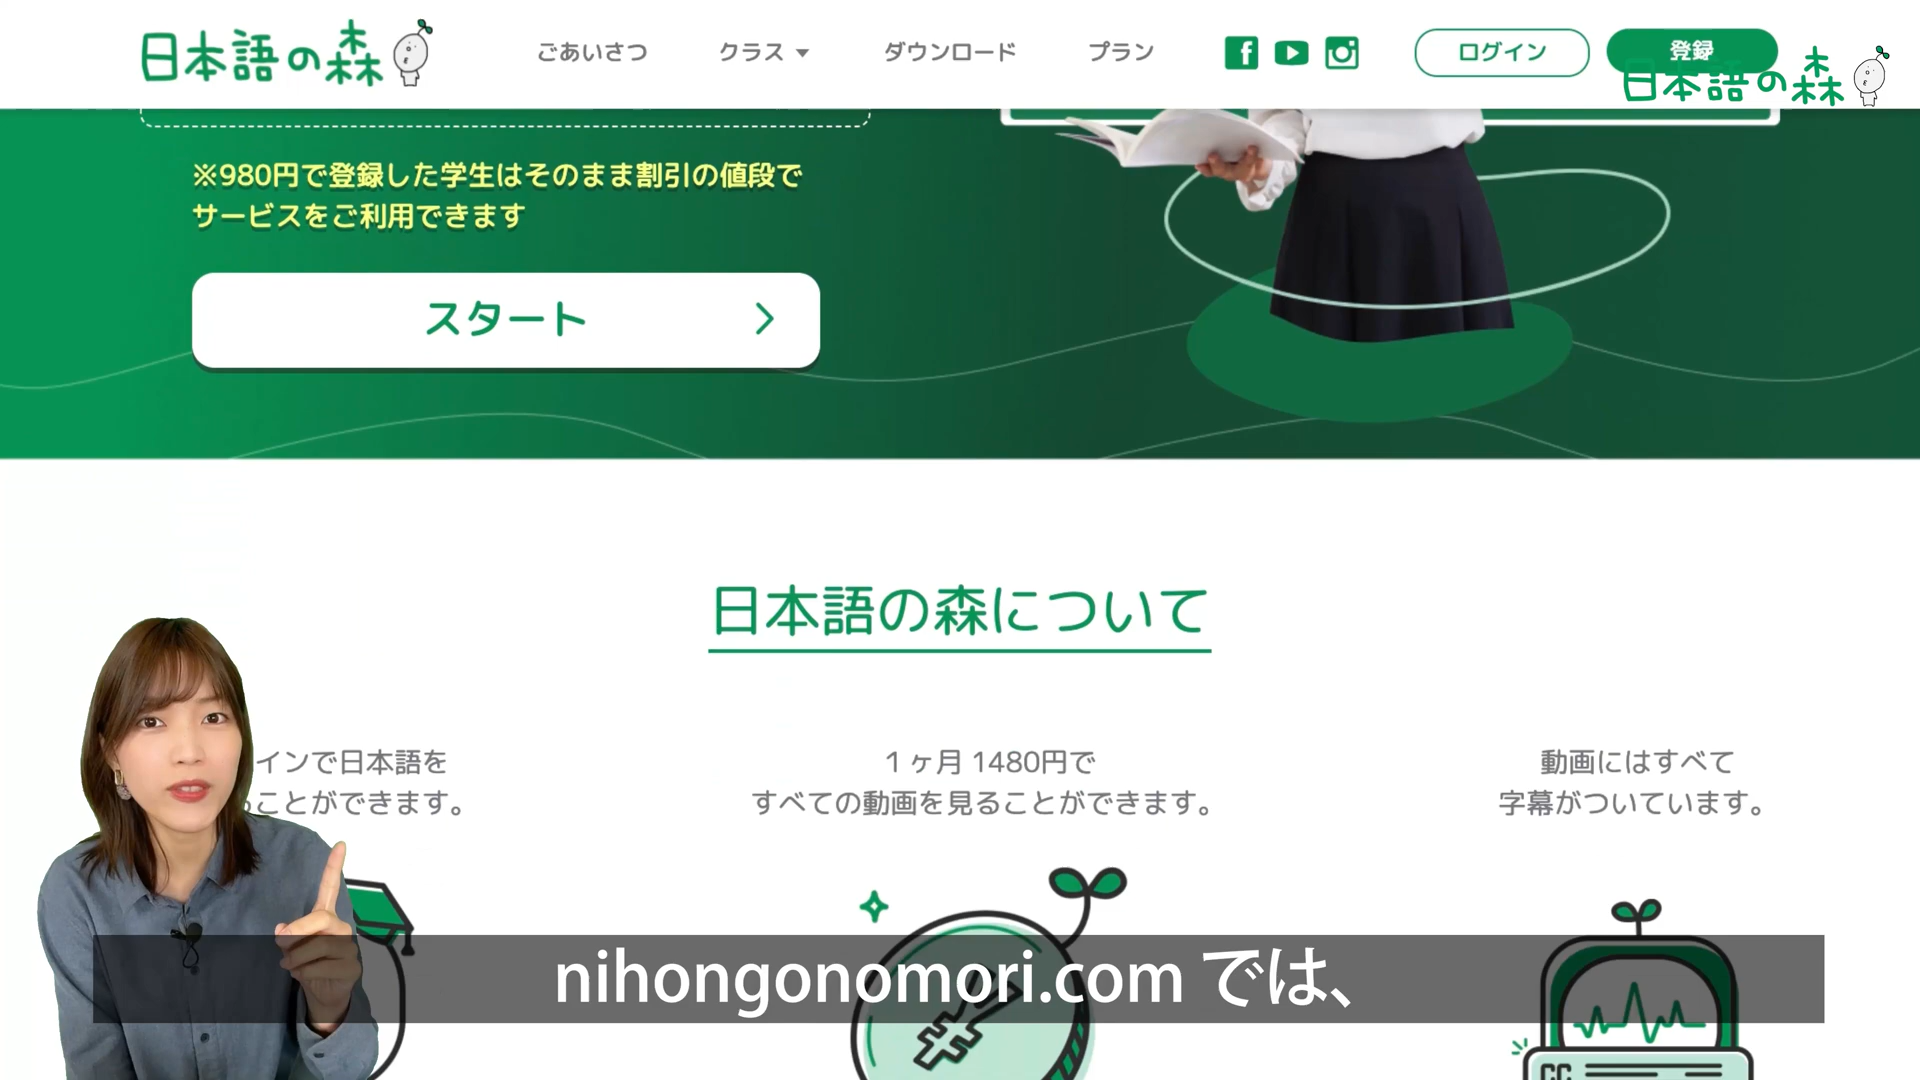 日本語の森
ごあいさつ
クラス
ダウンロード
プラン
ログイン
登録
日本語の森
※980円で登録した学生はそのまま割引の値段で
サービスをご利用できます
スタート
日本語の森について
インで日本語を
ことができます。
1ヶ月 1480円で
すべての動画を見ることができます。
動画にはすべて
字幕がついています。
nihongonomori.com では、
CC